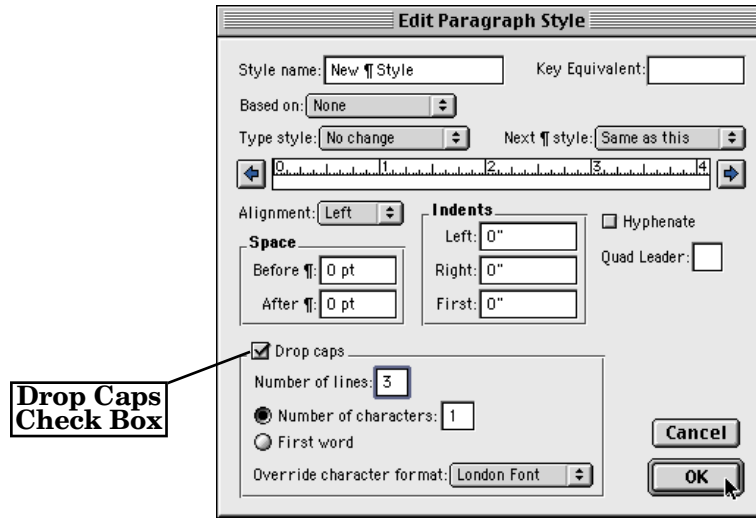 Edit Paragraph Style
Style name: New ¶ Style Key Equivalent:
Based on: None
Type style: No change Next ¶ style: Same as this
0 1 2 3 4
Alignment: Left
Indents
Left: 0"
Right: 0"
First: 0"
Hyphenate
Quad Leader:
Space
Before ¶: 0 pt
After ¶: 0 pt
Drop caps
Number of lines: 3
Number of characters: 1
First word
Override character format: London Font
Drop Caps
Check Box
Cancel
OK